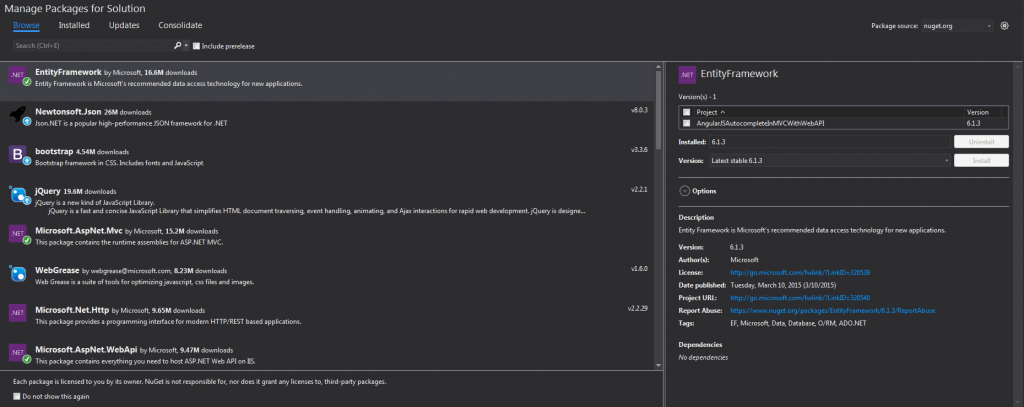 Manage Packages for Solution
Browse Installed Updates Consolidate
Package source: nuget.org
Search (Ctrl+E) Include prerelease
.NET EntityFramework by Microsoft, 16.6M downloads
Entity Framework is Microsoft's recommended data access technology for new applications.
Newtonsoft.Json 26M downloads v8.0.3
Json.NET is a popular high-performance JSON framework for .NET
B bootstrap 4.54M downloads v3.3.6
Bootstrap framework in CSS. Includes fonts and JavaScript
jQuery 19.6M downloads v2.2.1
jQuery is a new kind of JavaScript Library.
jQuery is a fast and concise JavaScript Library that simplifies HTML document traversing, event handling, animating, and Ajax interactions for rapid web development. jQuery is designe...
.NET Microsoft.AspNet.Mvc by Microsoft, 15.2M downloads
This package contains the runtime assemblies for ASP.NET MVC.
WebGrease by webgrease@microsoft.com, 8.23M downloads v1.6.0
Web Grease is a suite of tools for optimizing javascript, css files and images.
.NET Microsoft.Net.Http by Microsoft, 9.65M downloads v2.2.29
This package provides a programming interface for modern HTTP/REST based applications.
.NET Microsoft.AspNet.WebApi by Microsoft, 9.47M downloads
This package contains everything you need to host ASP.NET Web API on IIS.
Each package is licensed to you by its owner. NuGet is not responsible, nor does it grant any licenses to, third-party packages.
Do not show this again
.NET EntityFramework
Version(s) - 1
Project Version
AngularJSAutocompleteInMVCWithWebAPI 6.1.3
Installed: 6.1.3 Uninstall
Version: Latest stable 6.1.3 Install
Options
Description
Entity Framework is Microsoft's recommended data access technology for new applications.
Version: 6.1.3
Author(s): Microsoft
License: http://go.microsoft.com/fwlink/?LinkID=320539
Date published: Tuesday, March 10, 2015 (3/10/2015)
Project URL: http://go.microsoft.com/fwlink/?LinkID=320540
Report Abuse: https://www.nuget.org/packages/EntityFramework/6.1.3/ReportAbuse
Tags: EF, Microsoft, Data, Database, O/RM, ADO.NET
Dependencies
No dependencies